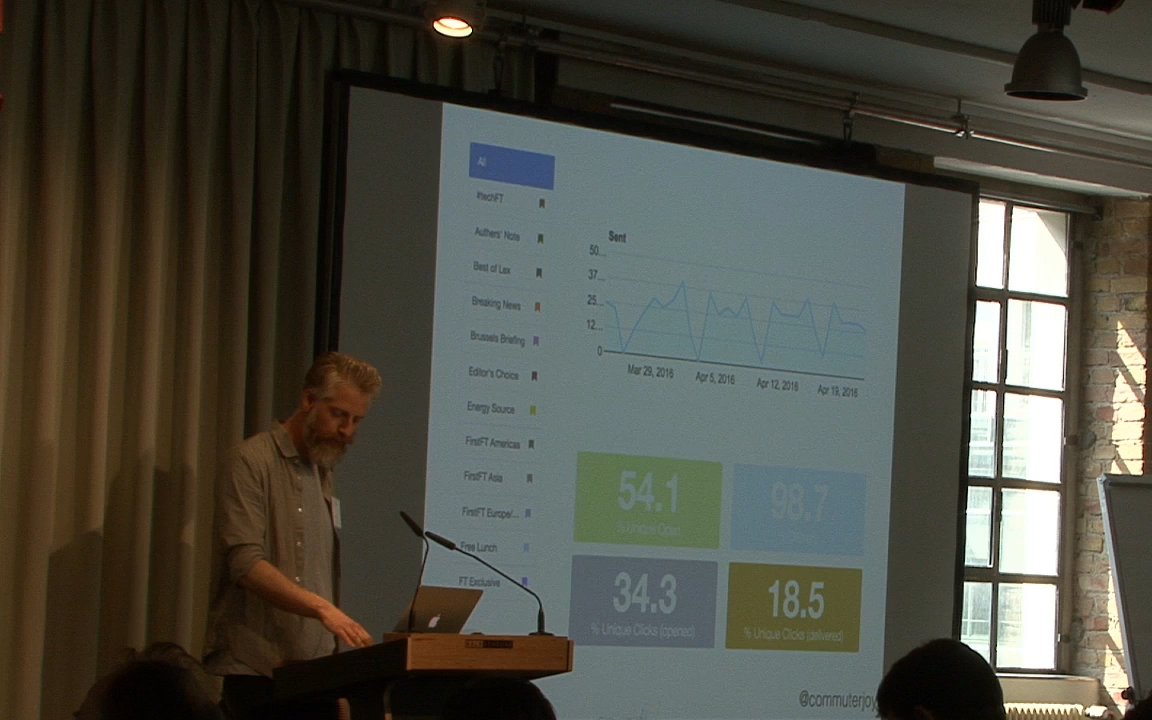 All
#techFT
Authors' Note
Best of Lex
Breaking News
Brussels Briefing
Editor's Choice
Energy Source
FirstFT Americas
FirstFT Asia
FirstFT Europe/...
Free Lunch
FT Exclusive
Sent
50...
37...
25...
12...
0
Mar 29, 2016
Apr 5, 2016
Apr 12, 2016
Apr 19, 2016
54.1
% Unique Open
98.7
34.3
% Unique Clicks (opened)
18.5
% Unique Clicks (delivered)
@commuterjoy